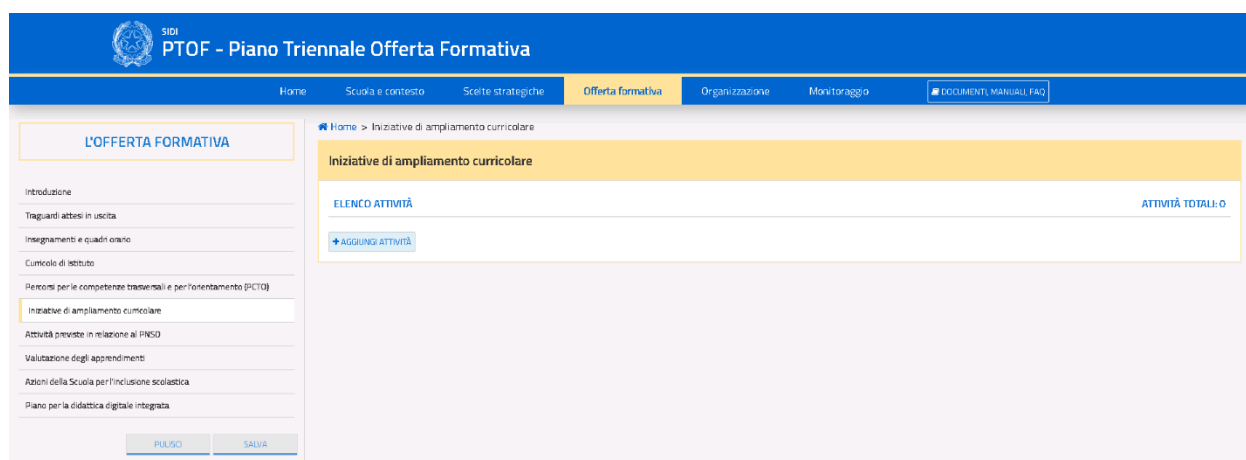 SIDI
PTOF - Piano Triennale Offerta Formativa
Home Scuola e contesto Scelte strategiche Offerta formativa Organizzazione Monitoraggio DOCUMENTI, MANUALI, FAQ
L'OFFERTA FORMATIVA
Introduzione
Traguardi attesi in uscita
Insegnamenti e quadri orario
Curricolo di Istituto
Percorsi per le competenze trasversali e per l'orientamento (PCTO)
Iniziative di ampliamento curricolare
Attività previste in relazione al PNSD
Valutazione degli apprendimenti
Azioni della Scuola per l'inclusione scolastica
Piano per la didattica digitale integrata
PULISCI SALVA
Home > Iniziative di ampliamento curricolare
Iniziative di ampliamento curricolare
ELENCO ATTIVITÀ ATTIVITÀ TOTALI: 0
+ AGGIUNGI ATTIVITÀ